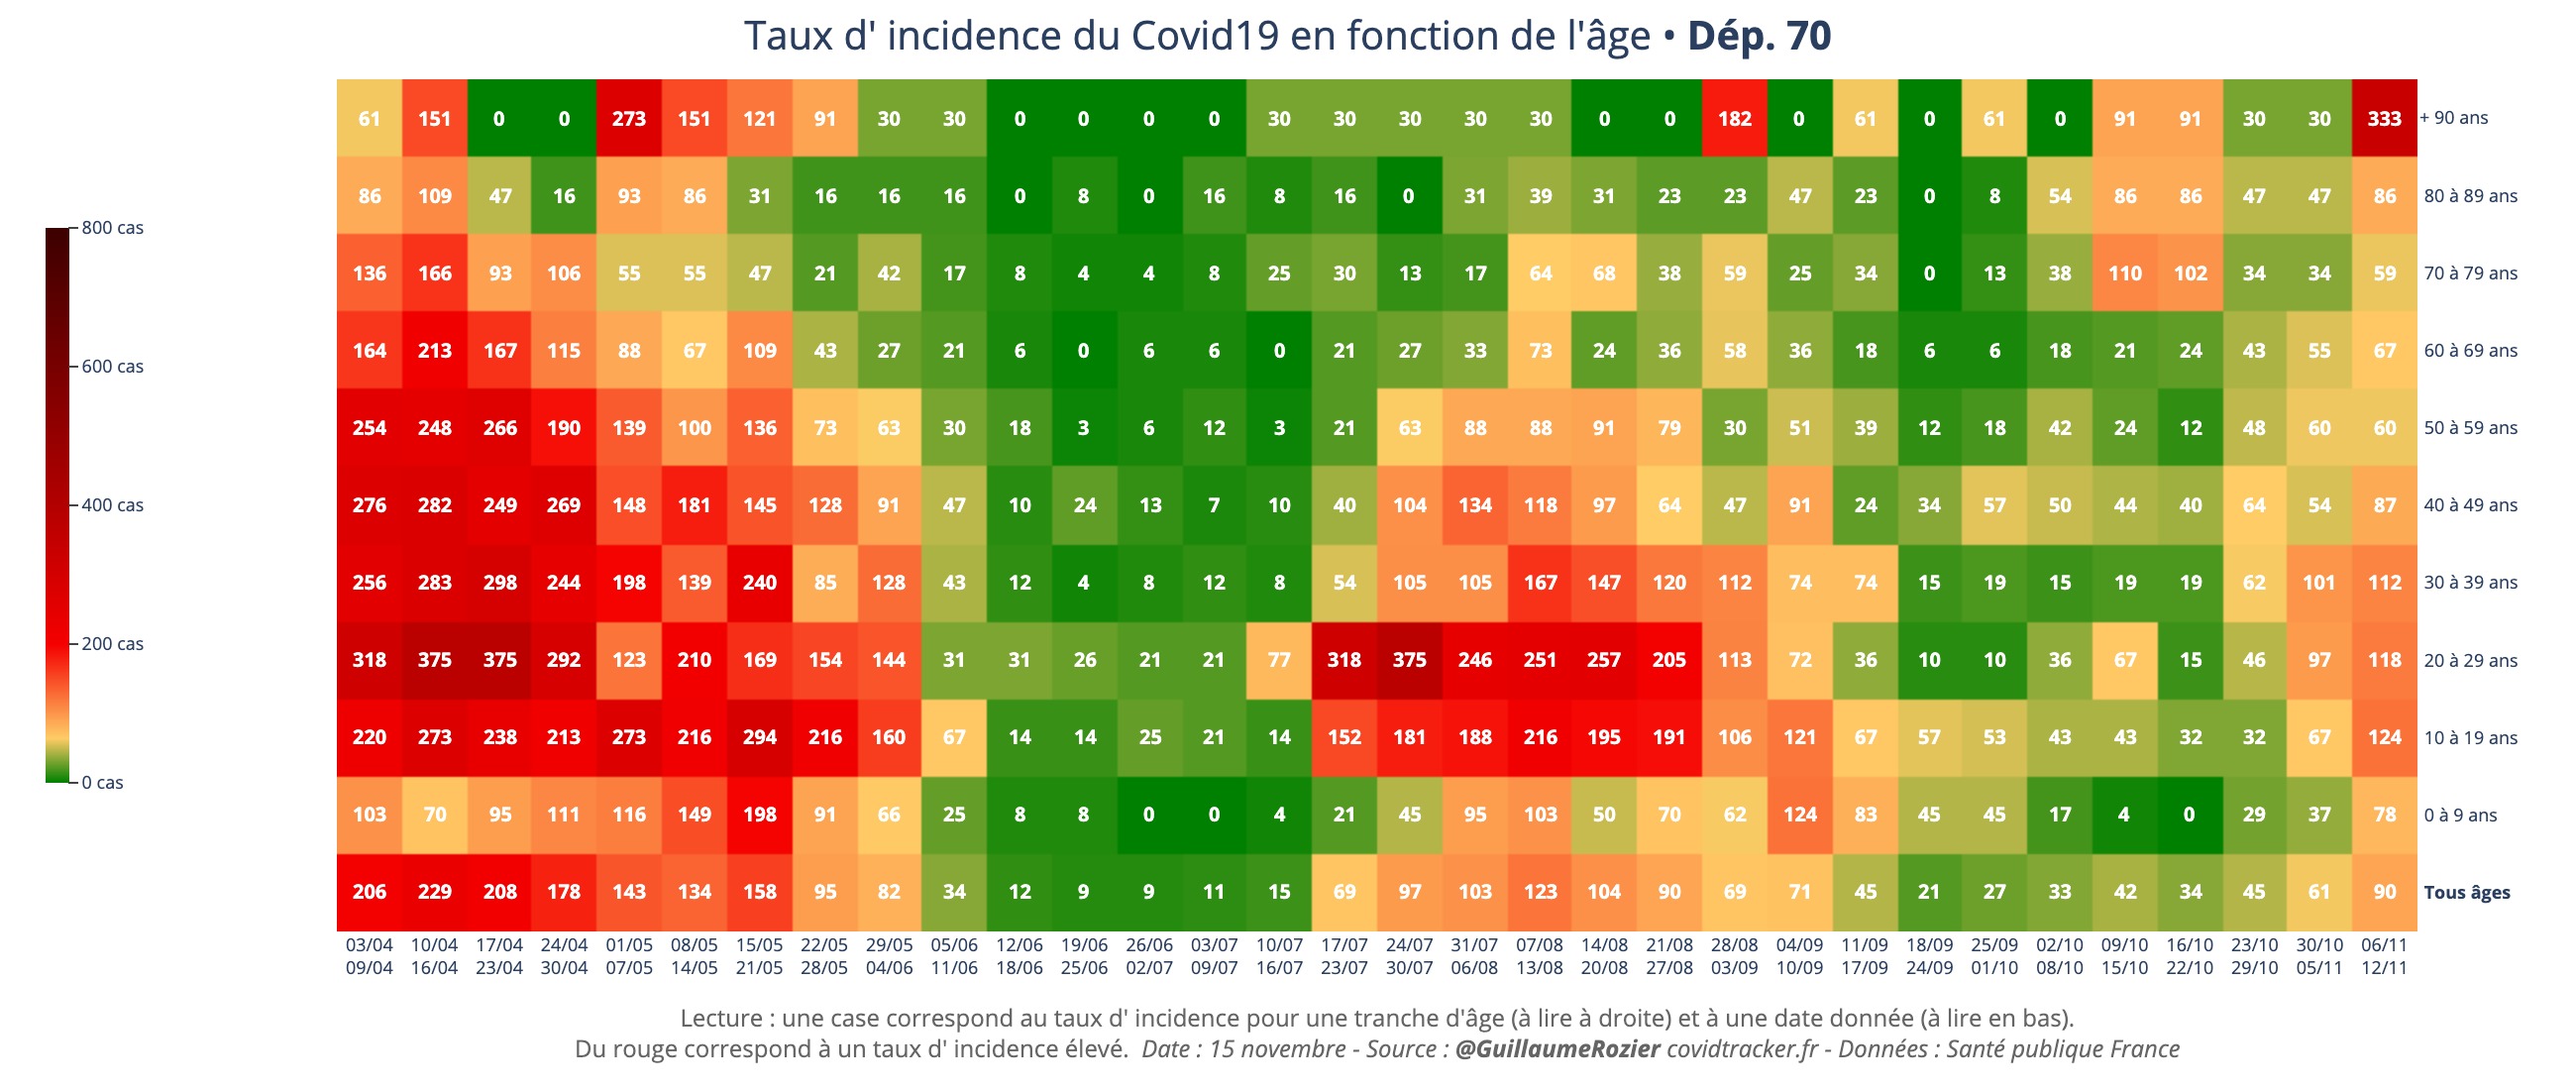 Taux d' incidence du Covid19 en fonction de l'âge • Dép. 70
800 cas
600 cas
400 cas
200 cas
0 cas
61 151 0 0 273 151 121 91 30 30 0 0 0 0 30 30 30 30 30 0 0 182 0 61 0 61 0 91 91 30 30 333 + 90 ans
86 109 47 16 93 86 31 16 16 16 0 8 0 16 8 16 0 31 39 31 23 23 47 23 0 8 54 86 86 47 47 86 80 à 89 ans
136 166 93 106 55 55 47 21 42 17 8 4 4 8 25 30 13 17 64 68 38 59 25 34 0 13 38 110 102 34 34 59 70 à 79 ans
164 213 167 115 88 67 109 43 27 21 6 0 6 6 0 21 27 33 73 24 36 58 36 18 6 6 18 21 24 43 55 67 60 à 69 ans
254 248 266 190 139 100 136 73 63 30 18 3 6 12 3 21 63 88 88 91 79 30 51 39 12 18 42 24 12 48 60 60 50 à 59 ans
276 282 249 269 148 181 145 128 91 47 10 24 13 7 10 40 104 134 118 97 64 47 91 24 34 57 50 44 40 64 54 87 40 à 49 ans
256 283 298 244 198 139 240 85 128 43 12 4 8 12 8 54 105 105 167 147 120 112 74 74 15 19 15 19 19 62 101 112 30 à 39 ans
318 375 375 292 123 210 169 154 144 31 31 26 21 21 77 318 375 246 251 257 205 113 72 36 10 10 36 67 15 46 97 118 20 à 29 ans
220 273 238 213 273 216 294 216 160 67 14 14 25 21 14 152 181 188 216 195 191 106 121 67 57 53 43 43 32 32 67 124 10 à 19 ans
103 70 95 111 116 149 198 91 66 25 8 8 0 0 4 21 45 95 103 50 70 62 124 83 45 45 17 4 0 29 37 78 0 à 9 ans
206 229 208 178 143 134 158 95 82 34 12 9 9 11 15 69 97 103 123 104 90 69 71 45 21 27 33 42 34 45 61 90 Tous âges
03/04 10/04 17/04 24/04 01/05 08/05 15/05 22/05 29/05 05/06 12/06 19/06 26/06 03/07 10/07 17/07 24/07 31/07 07/08 14/08 21/08 28/08 04/09 11/09 18/09 25/09 02/10 09/10 16/10 23/10 30/10 06/11
09/04 16/04 23/04 30/04 07/05 14/05 21/05 28/05 04/06 11/06 18/06 25/06 02/07 09/07 16/07 23/07 30/07 06/08 13/08 20/08 27/08 03/09 10/09 17/09 24/09 01/10 08/10 15/10 22/10 29/10 05/11 12/11
Lecture : une case correspond au taux d' incidence pour une tranche d'âge (à lire à droite) et à une date donnée (à lire en bas).
Du rouge correspond à un taux d' incidence élevé. Date : 15 novembre - Source : @GuillaumeRozier covidtracker.fr - Données : Santé publique France